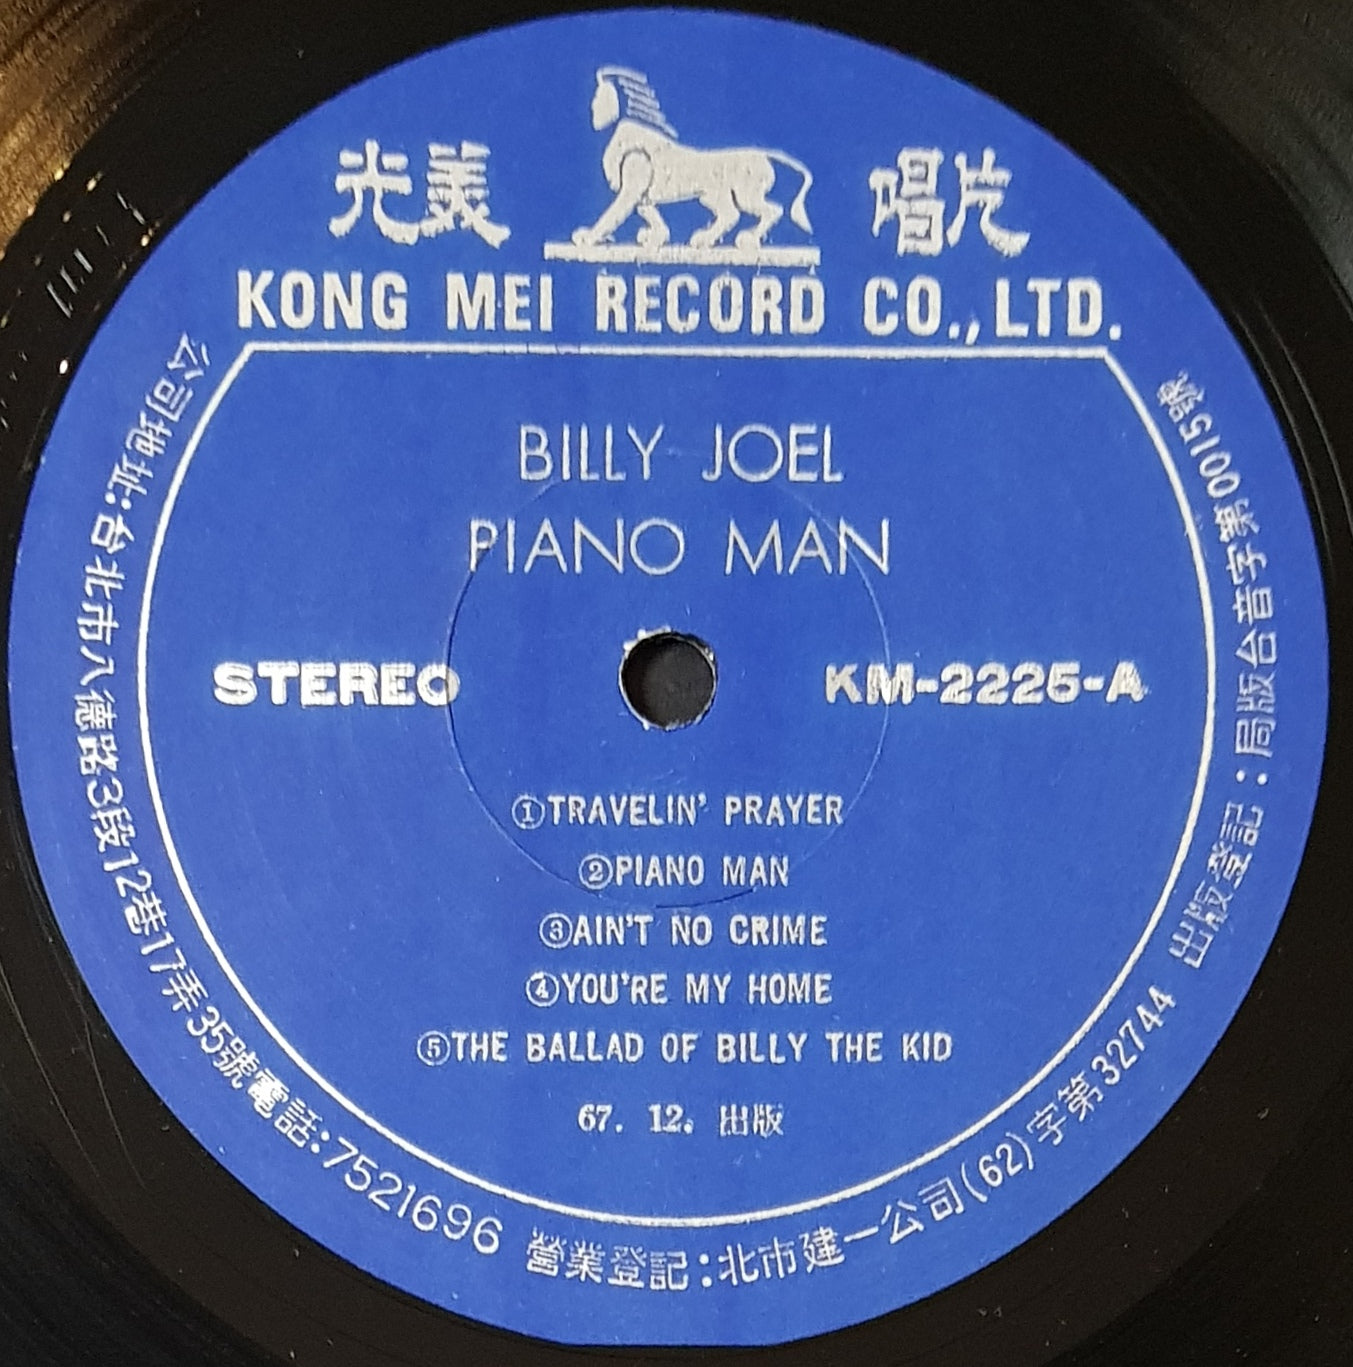 光美 唱片
KONG MEI RECORD CO., LTD.
BILLY JOEL
PIANO MAN
STEREO
KM-2225-A
①TRAVELIN' PRAYER
②PIANO MAN
③AIN'T NO CRIME
④YOU'RE MY HOME
⑤THE BALLAD OF BILLY THE KID
67. 12. 出版
公司地址:台北市八德路3段12巷17弄35號電話:7521696
營業登記:北市建一公司(62)字第32744
出版登記:局版台音字第0015號